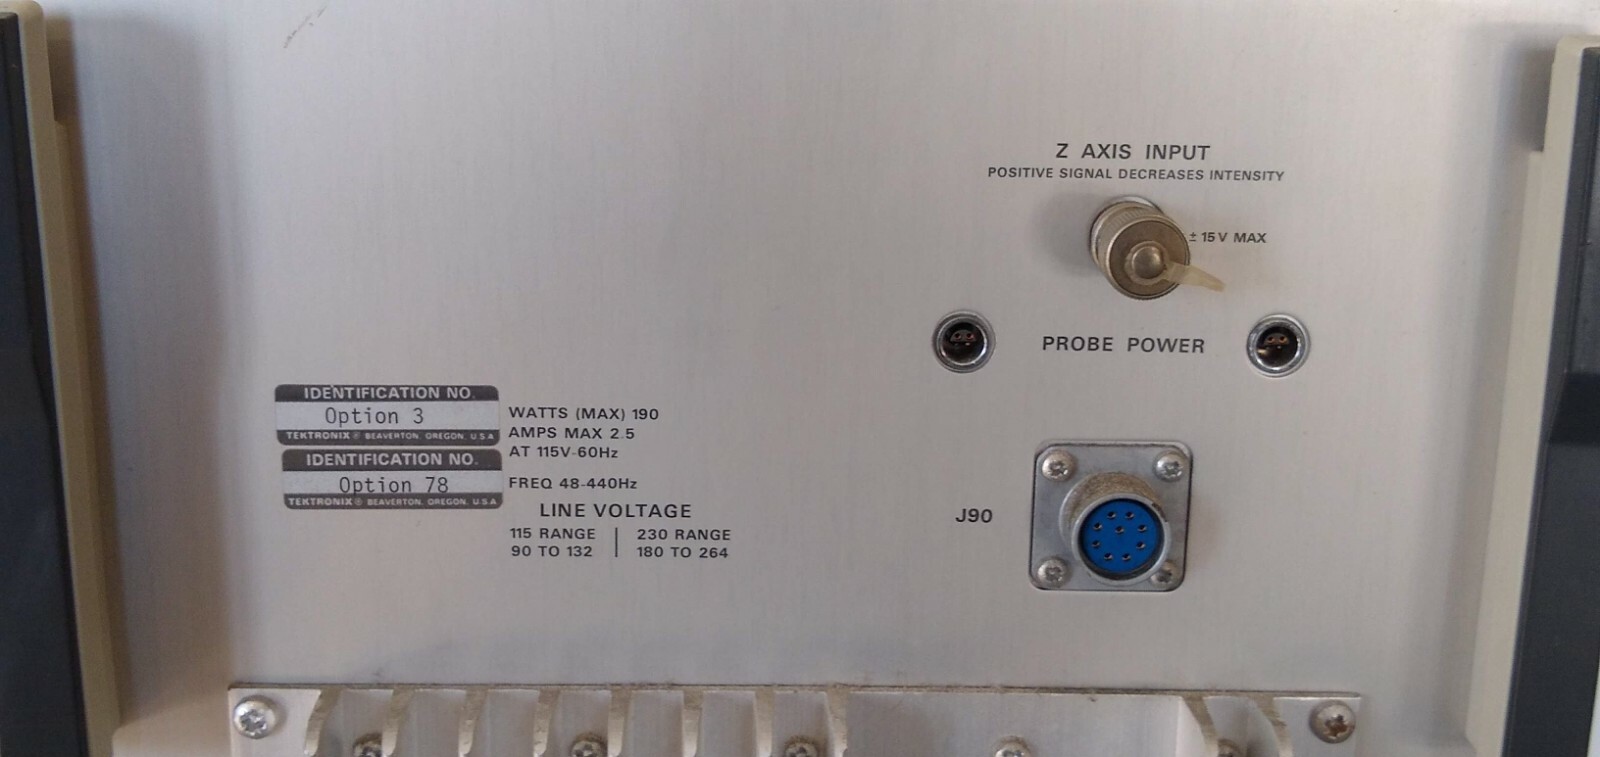 Z AXIS INPUT
POSITIVE SIGNAL DECREASES INTENSITY
± 15V MAX
PROBE POWER
IDENTIFICATION NO.
Option 3
TEKTRONIX® BEAVERTON, OREGON, U.S.A
IDENTIFICATION NO.
Option 78
TEKTRONIX® BEAVERTON, OREGON, U.S.A
WATTS (MAX) 190
AMPS MAX 2.5
AT 115V-60Hz
FREQ 48-440Hz
LINE VOLTAGE
115 RANGE
90 TO 132
230 RANGE
180 TO 264
J90